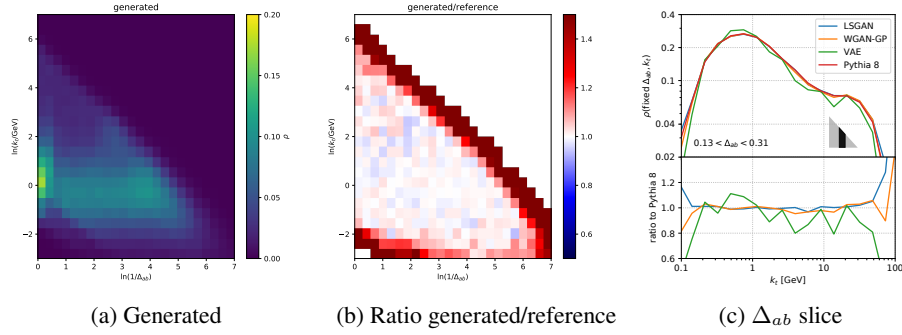 generated
ln(k_t/GeV)
6
4
2
0
−2
0 1 2 3 4 5 6 7
ln(1/Δ_ab)
0.20
0.15
0.10
0.05
0.00
ρ
generated/reference
ln(k_t/GeV)
6
4
2
0
−2
0 1 2 3 4 5 6 7
ln(1/Δ_ab)
1.4
1.2
1.0
0.8
0.6
ρ(fixed Δ_ab, k_t)
0.4
0.2
0.1
0.04
0.02
LSGAN
WGAN-GP
VAE
Pythia 8
0.13 < Δ_ab < 0.31
ratio to Pythia 8
1.4
1.2
1.0
0.8
0.6
0.1 1 10 100
k_t [GeV]
(a) Generated
(b) Ratio generated/reference
(c) Δ_ab slice